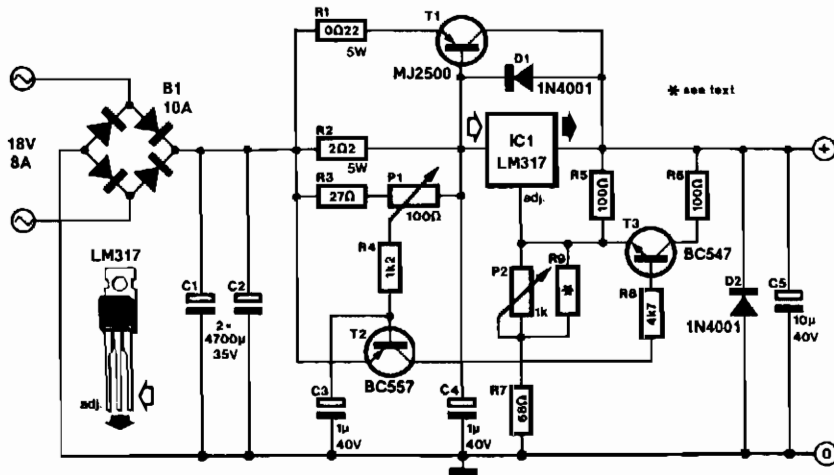 R1
0Ω22
5W
T1
MJ2500
D1
1N4001
* see text
B1
10A
18V
8A
R2
2Ω2
5W
IC1
LM317
adj.
R3
27Ω
P1
100Ω
R5
100Ω
R6
100Ω
T3
BC547
R4
1k2
P2
1k
R9
*
R8
4k7
LM317
adj.
C1
C2
2×
4700µ
35V
T2
BC557
D2
1N4001
C5
10µ
40V
C3
1µ
40V
C4
1µ
40V
R7
68Ω
+
0